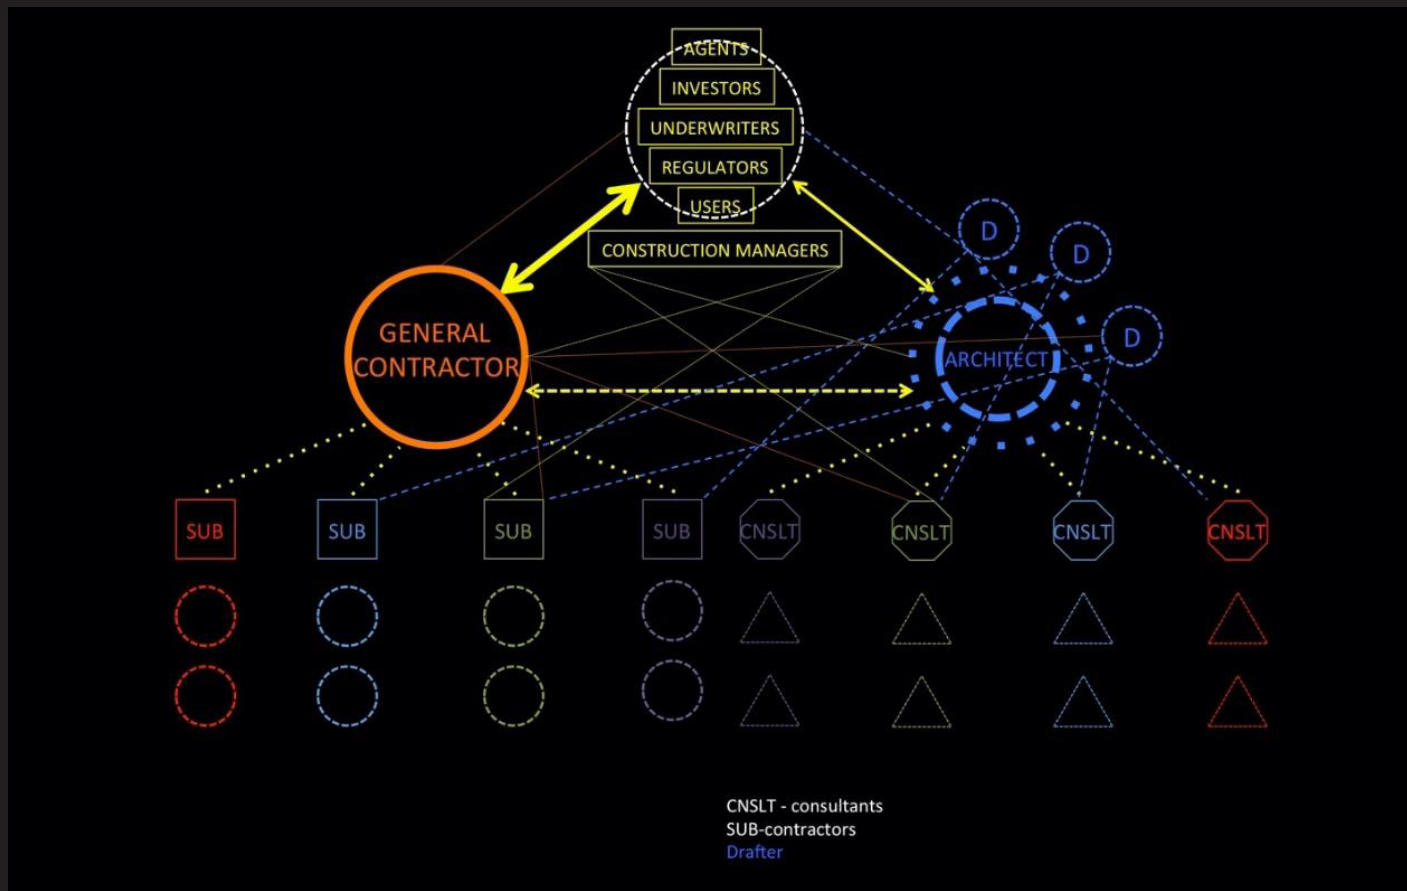 AGENTS
INVESTORS
UNDERWRITERS
REGULATORS
USERS
CONSTRUCTION MANAGERS
D
D
D
GENERAL
CONTRACTOR
ARCHITECT
SUB
SUB
SUB
SUB
CNSLT
CNSLT
CNSLT
CNSLT
CNSLT - consultants
SUB-contractors
Drafter